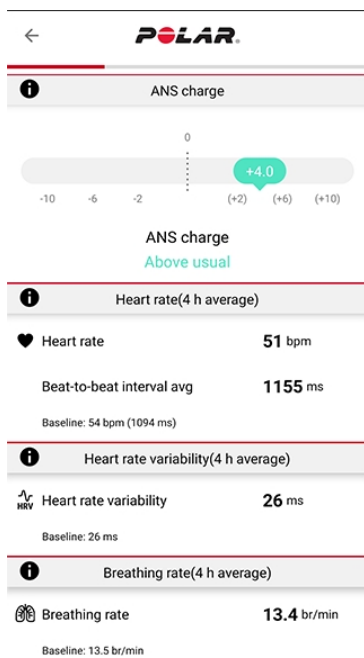 POLAR.
ANS charge
0
+4.0
-10 -6 -2 (+2) (+6) (+10)
ANS charge
Above usual
Heart rate(4 h average)
Heart rate 51 bpm
Beat-to-beat interval avg 1155 ms
Baseline: 54 bpm (1094 ms)
Heart rate variability(4 h average)
HRV Heart rate variability 26 ms
Baseline: 26 ms
Breathing rate(4 h average)
Breathing rate 13.4 br/min
Baseline: 13.5 br/min